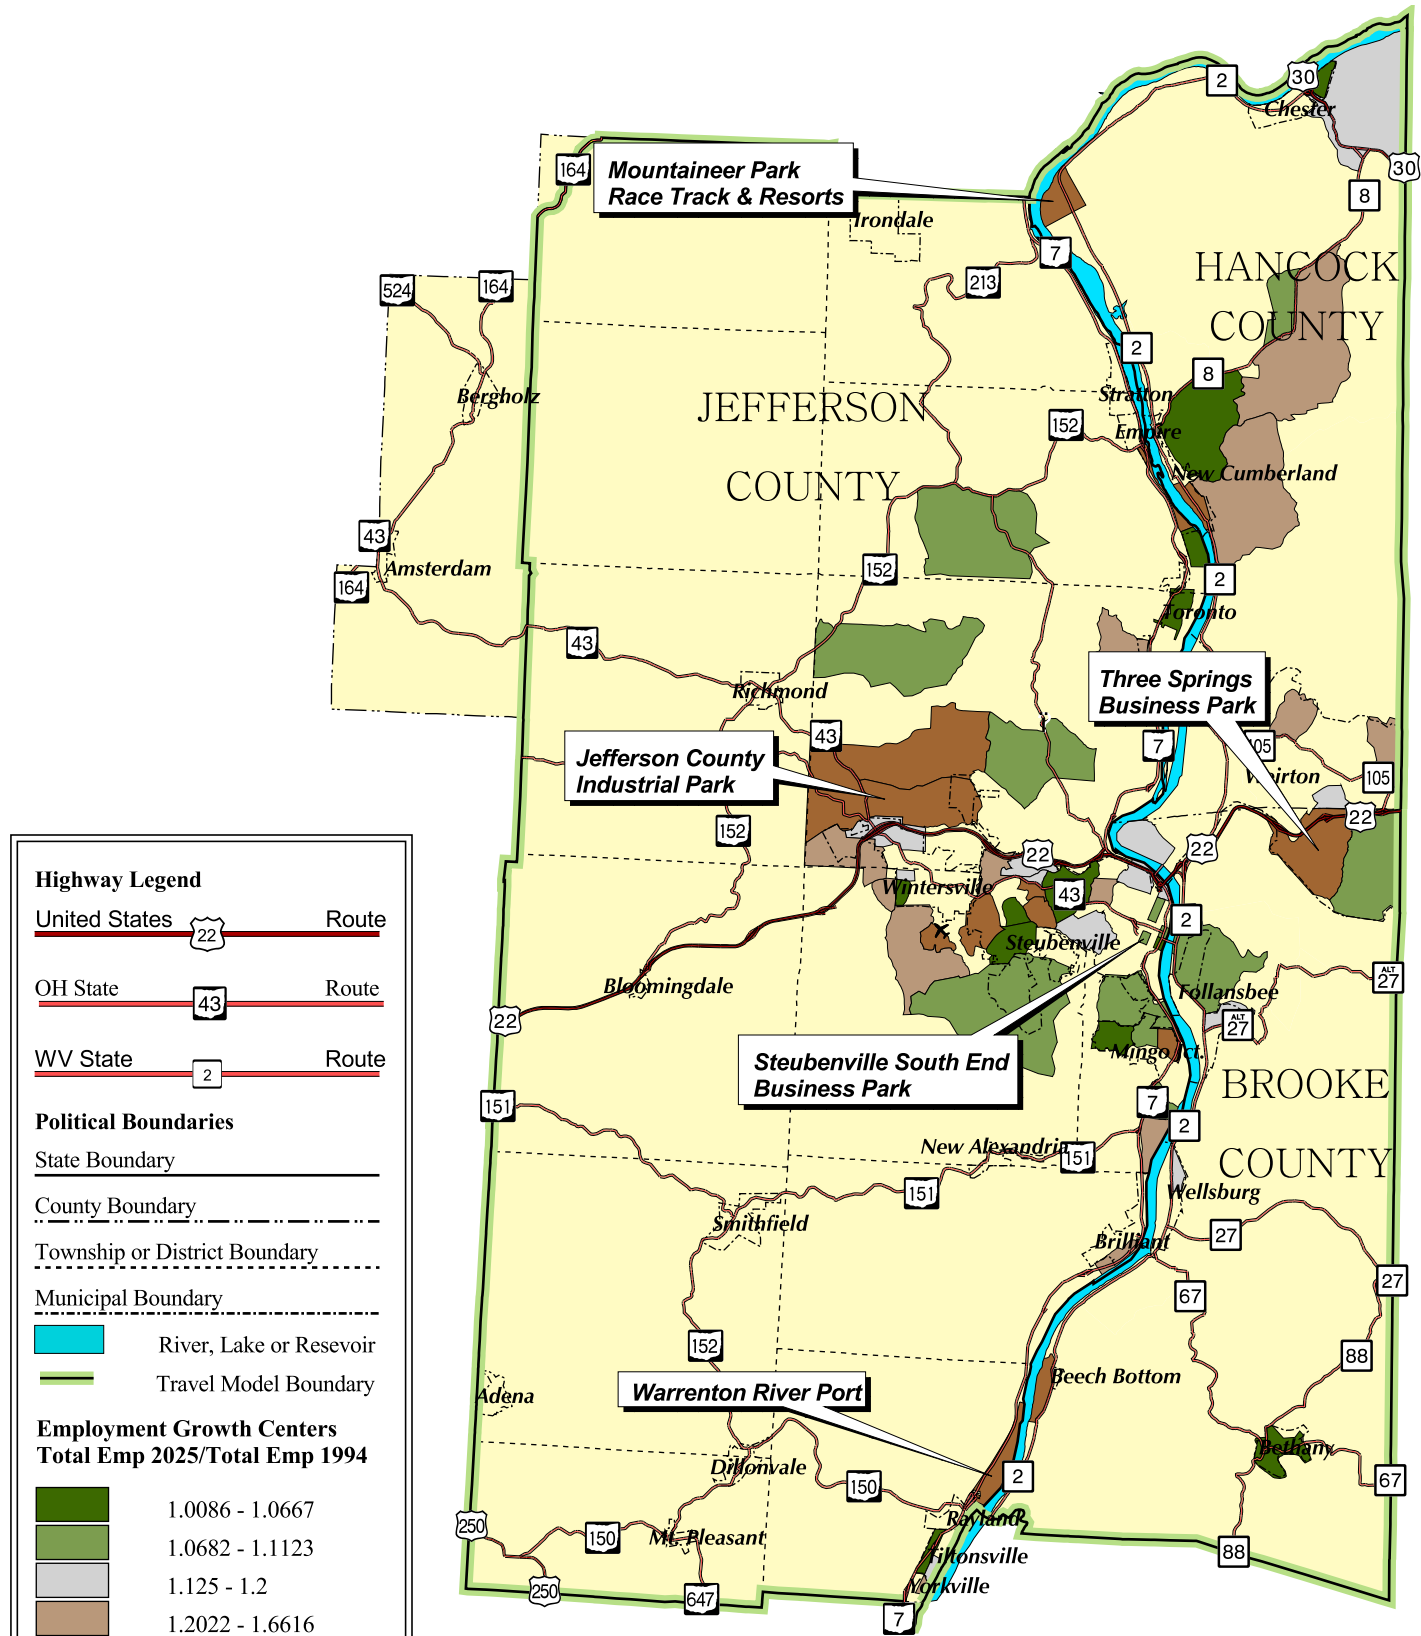 2
30
Chester
30
8
164
Mountaineer Park
Race Track & Resorts
Irondale
7
213
HANCOCK
COUNTY
524
164
2
8
Bergholz
JEFFERSON
COUNTY
Stratton
152
Empire
New Cumberland
43
Amsterdam
164
152
2
Toronto
43
Richmond
Three Springs
Business Park
43
7
05
Weirton
105
Jefferson County
Industrial Park
152
22
22
22
Wintersville
43
2
Steubenville
Bloomingdale
22
Follansbee
ALT
27
ALT
27
Steubenville South End
Business Park
Mingo Jct.
BROOKE
COUNTY
151
7
2
New Alexandria
151
151
Wellsburg
Smithfield
27
Brilliant
27
67
152
88
Beech Bottom
Warrenton River Port
Adena
Bethany
Dillonvale
2
150
67
Rayland
250
150
Mt. Pleasant
Tiltonsville
88
250
647
Yorkville
7
Highway Legend
United States 22 Route
OH State 43 Route
WV State 2 Route
Political Boundaries
State Boundary
County Boundary
Township or District Boundary
Municipal Boundary
River, Lake or Resevoir
Travel Model Boundary
Employment Growth Centers
Total Emp 2025/Total Emp 1994
1.0086 - 1.0667
1.0682 - 1.1123
1.125 - 1.2
1.2022 - 1.6616